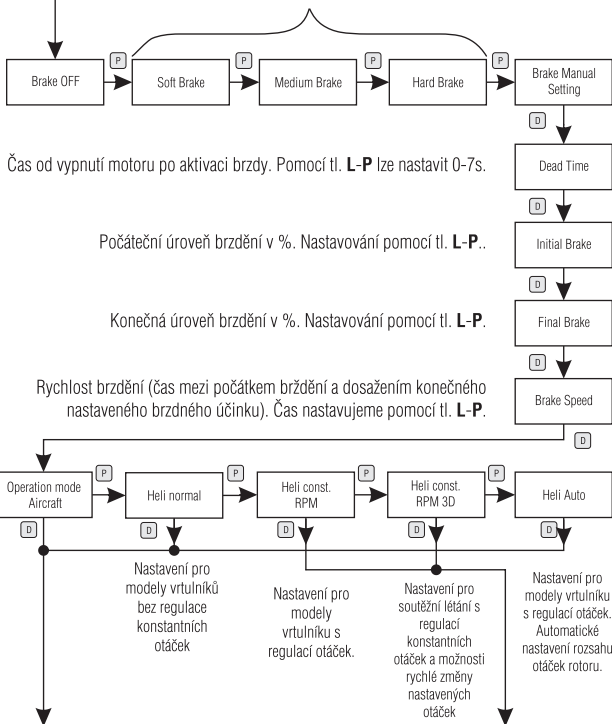 P
P
P
P
Brake OFF
Soft Brake
Medium Brake
Hard Brake
Brake Manual
Setting
D
Čas od vypnutí motoru po aktivaci brzdy. Pomocí tl. L-P lze nastavit 0-7s.
Dead Time
D
Počáteční úroveň brzdění v %. Nastavování pomocí tl. L-P..
Initial Brake
D
Konečná úroveň brzdění v %. Nastavování pomocí tl. L-P.
Final Brake
D
Rychlost brzdění (čas mezi počátkem brždění a dosažením konečného
nastaveného brzdného účinku). Čas nastavujeme pomocí tl. L-P.
Brake Speed
D
P
P
P
P
Operation mode
Aircraft
Heli normal
Heli const.
RPM
Heli const.
RPM 3D
Heli Auto
D
D
D
D
D
Nastavení pro
modely vrtulníků
bez regulace
konstantních
otáček
Nastavení pro
modely
vrtulníku s
regulací otáček.
Nastavení pro
soutěžní létání s
regulací
konstantních
otáček a možnosti
rychlé změny
nastavených
otáček
Nastavení pro
modely vrtulníku
s regulací otáček.
Automatické
nastavení rozsahu
otáček rotoru.